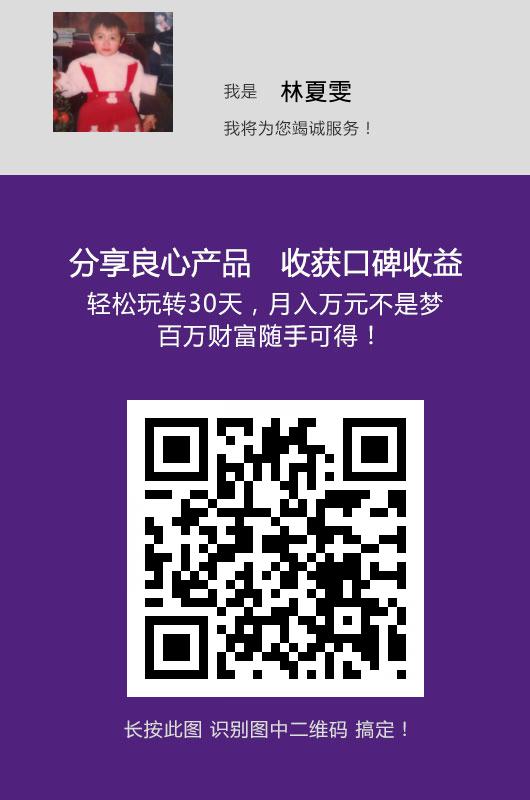 我是 林夏雯
我将为您竭诚服务！
分享良心产品 收获口碑收益
轻松玩转30天，月入万元不是梦
百万财富随手可得！
长按此图 识别图中二维码 搞定！